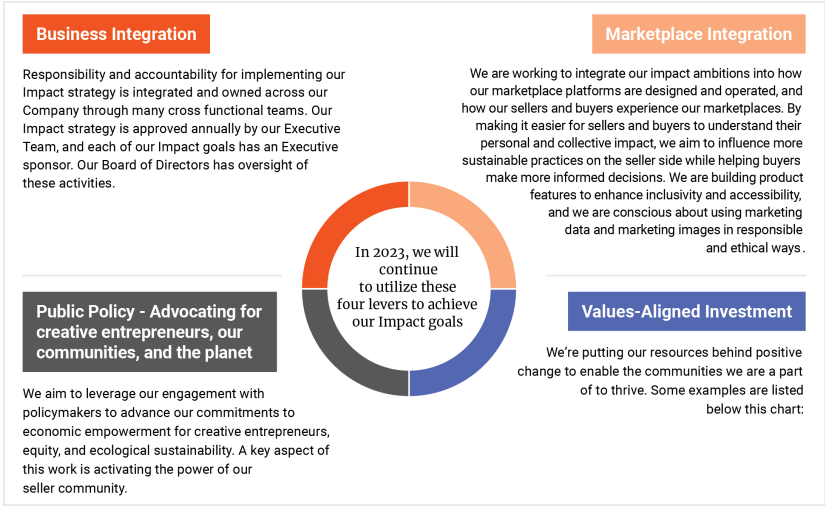 Business Integration
Responsibility and accountability for implementing our
Impact strategy is integrated and owned across our
Company through many cross functional teams. Our
Impact strategy is approved annually by our Executive
Team, and each of our Impact goals has an Executive
sponsor. Our Board of Directors has oversight of
these activities.
Marketplace Integration
We are working to integrate our impact ambitions into how
our marketplace platforms are designed and operated, and
how our sellers and buyers experience our marketplaces. By
making it easier for sellers and buyers to understand their
personal and collective impact, we aim to influence more
sustainable practices on the seller side while helping buyers
make more informed decisions. We are building product
features to enhance inclusivity and accessibility,
and we are conscious about using marketing
data and marketing images in responsible
and ethical ways.
In 2023, we will
continue
to utilize these
four levers to achieve
our Impact goals
Public Policy - Advocating for
creative entrepreneurs, our
communities, and the planet
We aim to leverage our engagement with
policymakers to advance our commitments to
economic empowerment for creative entrepreneurs,
equity, and ecological sustainability. A key aspect of
this work is activating the power of our
seller community.
Values-Aligned Investment
We're putting our resources behind positive
change to enable the communities we are a part
of to thrive. Some examples are listed
below this chart: